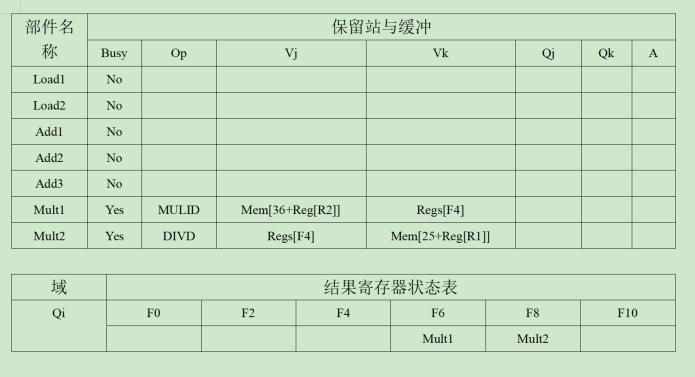 部件名称 保留站与缓冲
Busy Op Vj Vk Qj Qk A
Load1 No
Load2 No
Add1 No
Add2 No
Add3 No
Mult1 Yes MULID Mem[36+Reg[R2]] Regs[F4]
Mult2 Yes DIVD Regs[F4] Mem[25+Reg[R1]]
域 结果寄存器状态表
Qi F0 F2 F4 F6 F8 F10
Mult1 Mult2